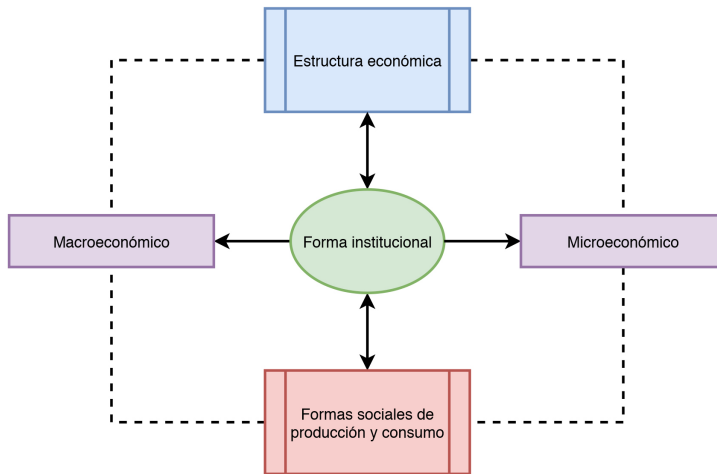 Estructura económica
Macroeconómico
Forma institucional
Microeconómico
Formas sociales de
producción y consumo